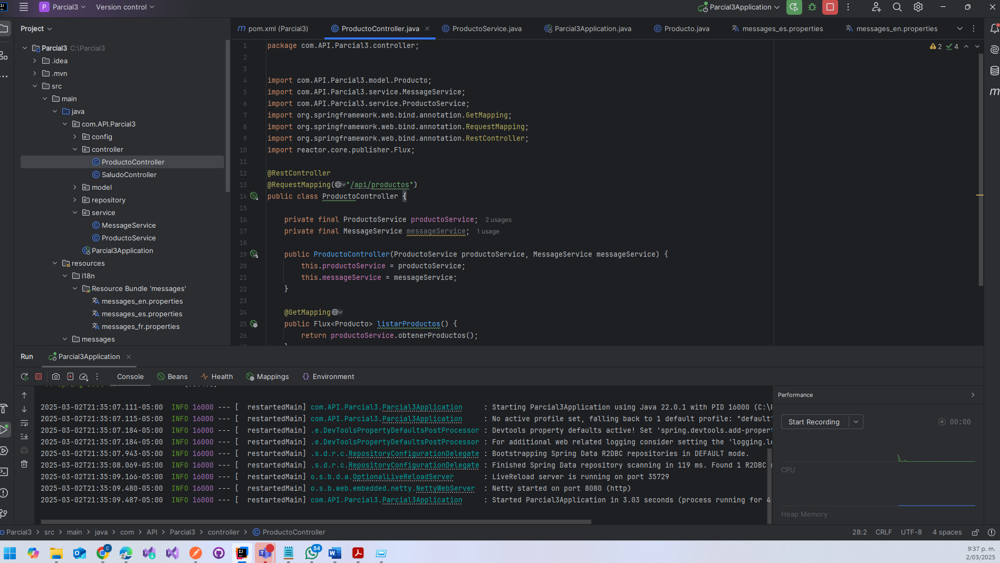 P Parcial3 Version control Parcial3Application
Project
pom.xml (Parcial3) ProductoController.java ProductoService.java Parcial3Application.java Producto.java messages_es.properties messages_en.properties
Parcial3 C:\Parcial3
.idea
.mvn
src
main
java
com.API.Parcial3
config
controller
ProductoController
SaludoController
model
repository
service
MessageService
ProductoService
Parcial3Application
resources
i18n
Resource Bundle 'messages'
messages_en.properties
messages_es.properties
messages_fr.properties
messages
2 4
1 package com.API.Parcial3.controller;
2
3
4 import com.API.Parcial3.model.Producto;
5 import com.API.Parcial3.service.MessageService;
6 import com.API.Parcial3.service.ProductoService;
7 import org.springframework.web.bind.annotation.GetMapping;
8 import org.springframework.web.bind.annotation.RequestMapping;
9 import org.springframework.web.bind.annotation.RestController;
10 import reactor.core.publisher.Flux;
11
12 @RestController
13 @RequestMapping("/api/productos")
14 public class ProductoController {
15
16 private final ProductoService productoService; 2 usages
17 private final MessageService messageService; 1 usage
18
19 public ProductoController(ProductoService productoService, MessageService messageService) {
20 this.productoService = productoService;
21 this.messageService = messageService;
22 }
23
24 @GetMapping
25 public Flux<Producto> listarProductos() {
26 return productoService.obtenerProductos();
Run Parcial3Application
Console Beans Health Mappings Environment
2025-03-02T21:35:07.111-05:00 INFO 16000 --- [ restartedMain] com.API.Parcial3.Parcial3Application : Starting Parcial3Application using Java 22.0.1 with PID 16000 (C:\
2025-03-02T21:35:07.115-05:00 INFO 16000 --- [ restartedMain] com.API.Parcial3.Parcial3Application : No active profile set, falling back to 1 default profile: "default"
2025-03-02T21:35:07.184-05:00 INFO 16000 --- [ restartedMain] .e.DevToolsPropertyDefaultsPostProcessor : Devtools property defaults active! Set 'spring.devtools.add-propert
2025-03-02T21:35:07.184-05:00 INFO 16000 --- [ restartedMain] .e.DevToolsPropertyDefaultsPostProcessor : For additional web related logging consider setting the 'logging.le
2025-03-02T21:35:07.943-05:00 INFO 16000 --- [ restartedMain] .s.d.r.c.RepositoryConfigurationDelegate : Bootstrapping Spring Data R2DBC repositories in DEFAULT mode.
2025-03-02T21:35:08.069-05:00 INFO 16000 --- [ restartedMain] .s.d.r.c.RepositoryConfigurationDelegate : Finished Spring Data repository scanning in 119 ms. Found 1 R2DBC
2025-03-02T21:35:09.166-05:00 INFO 16000 --- [ restartedMain] o.s.b.d.a.OptionalLiveReloadServer : LiveReload server is running on port 35729
2025-03-02T21:35:09.480-05:00 INFO 16000 --- [ restartedMain] o.s.b.web.embedded.netty.NettyWebServer : Netty started on port 8080 (http)
2025-03-02T21:35:09.487-05:00 INFO 16000 --- [ restartedMain] com.API.Parcial3.Parcial3Application : Started Parcial3Application in 3.03 seconds (process running for 4
Performance
Start Recording 00:00
CPU
Heap Memory
Parcial3 > src > main > java > com > API > Parcial3 > controller > ProductoController
28:2 CRLF UTF-8 4 spaces
84
9:37 p. m.
2/03/2025